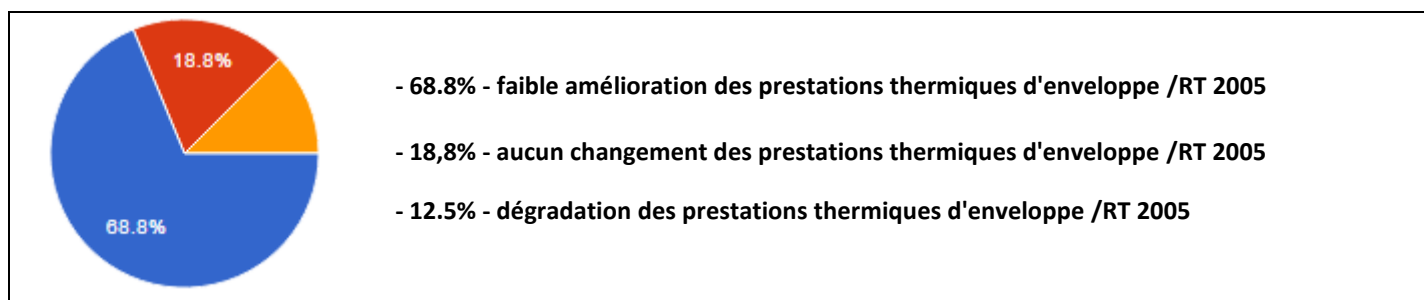 18.8%
68.8%
- 68.8% - faible amélioration des prestations thermiques d'enveloppe /RT 2005
- 18,8% - aucun changement des prestations thermiques d'enveloppe /RT 2005
- 12.5% - dégradation des prestations thermiques d'enveloppe /RT 2005